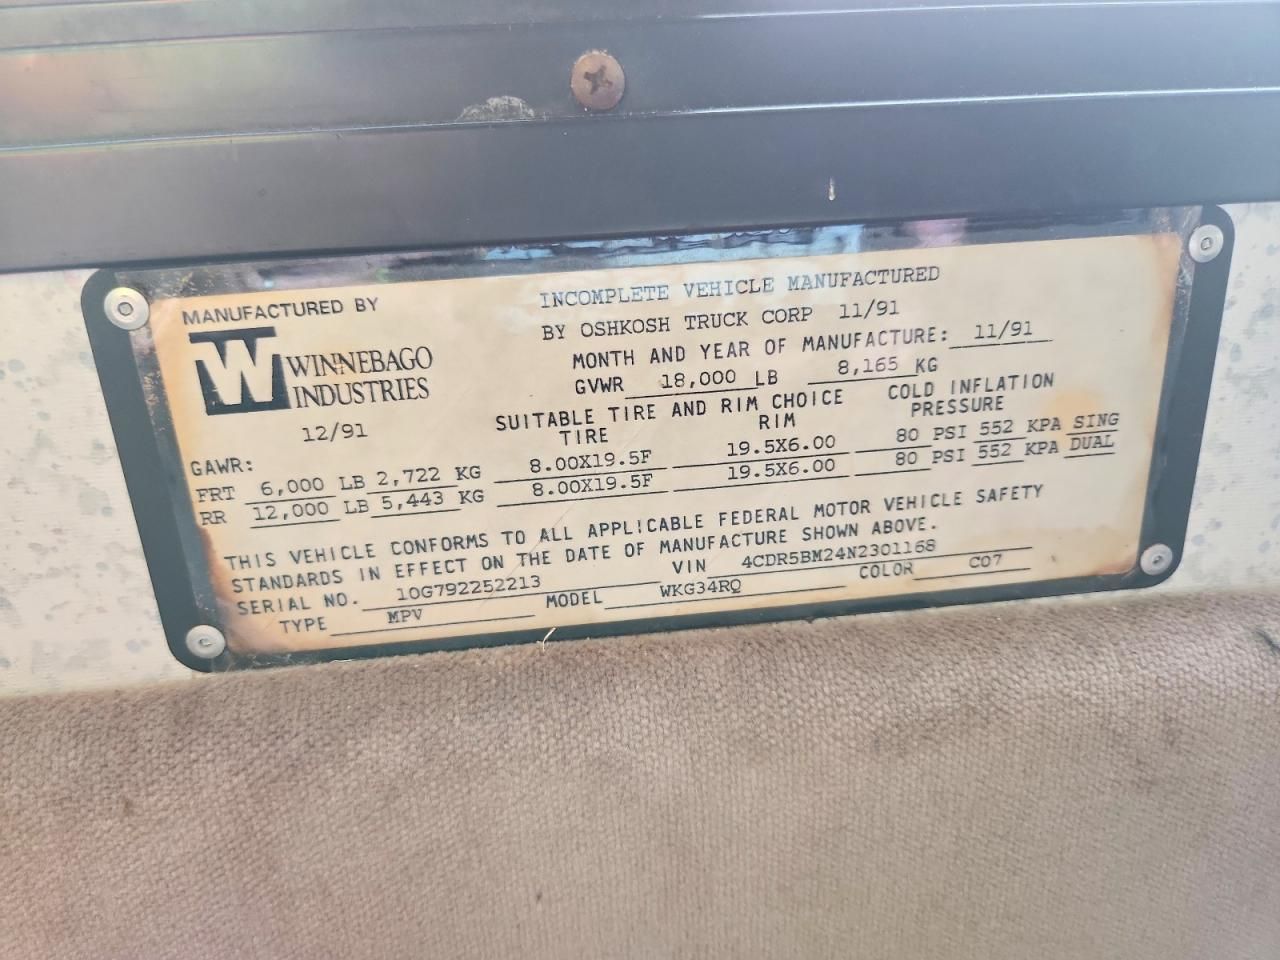 MANUFACTURED BY
W WINNEBAGO
INDUSTRIES
12/91
INCOMPLETE VEHICLE MANUFACTURED
BY OSHKOSH TRUCK CORP 11/91
MONTH AND YEAR OF MANUFACTURE: 11/91
GVWR 18,000 LB 8,165 KG
SUITABLE TIRE AND RIM CHOICE COLD INFLATION
TIRE RIM PRESSURE
GAWR:
FRT 6,000 LB 2,722 KG 8.00X19.5F 19.5X6.00 80 PSI 552 KPA SING
RR 12,000 LB 5,443 KG 8.00X19.5F 19.5X6.00 80 PSI 552 KPA DUAL
THIS VEHICLE CONFORMS TO ALL APPLICABLE FEDERAL MOTOR VEHICLE SAFETY
STANDARDS IN EFFECT ON THE DATE OF MANUFACTURE SHOWN ABOVE.
SERIAL NO. 10G792252213 VIN 4CDR5BM24N2301168
TYPE MPV MODEL WKG34RQ COLOR C07